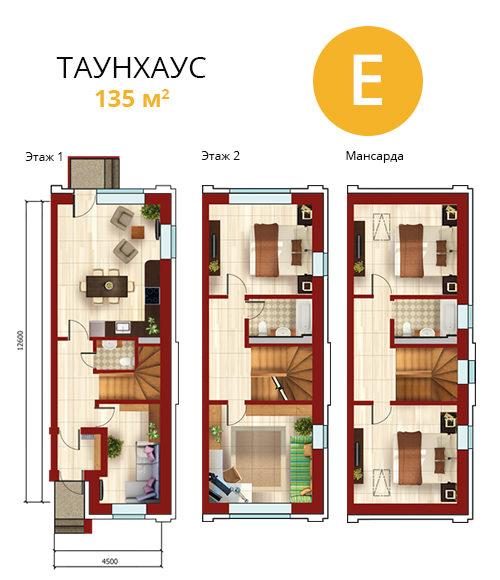 ТАУНХАУС
135 м²
E
Этаж 1
Этаж 2
Мансарда
12600
4500